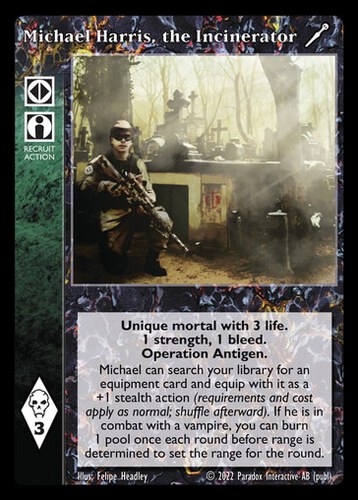 Michael Harris, the Incinerator
RECRUIT
ACTION
Unique mortal with 3 life.
1 strength, 1 bleed.
Operation Antigen.
Michael can search your library for an
equipment card and equip with it as a
+1 stealth action (requirements and cost
apply as normal; shuffle afterward). If he is in
combat with a vampire, you can burn
1 pool once each round before range is
determined to set the range for the round.
3
Illus: Felipe Headley
© 2022 Paradox Interactive AB (publ)